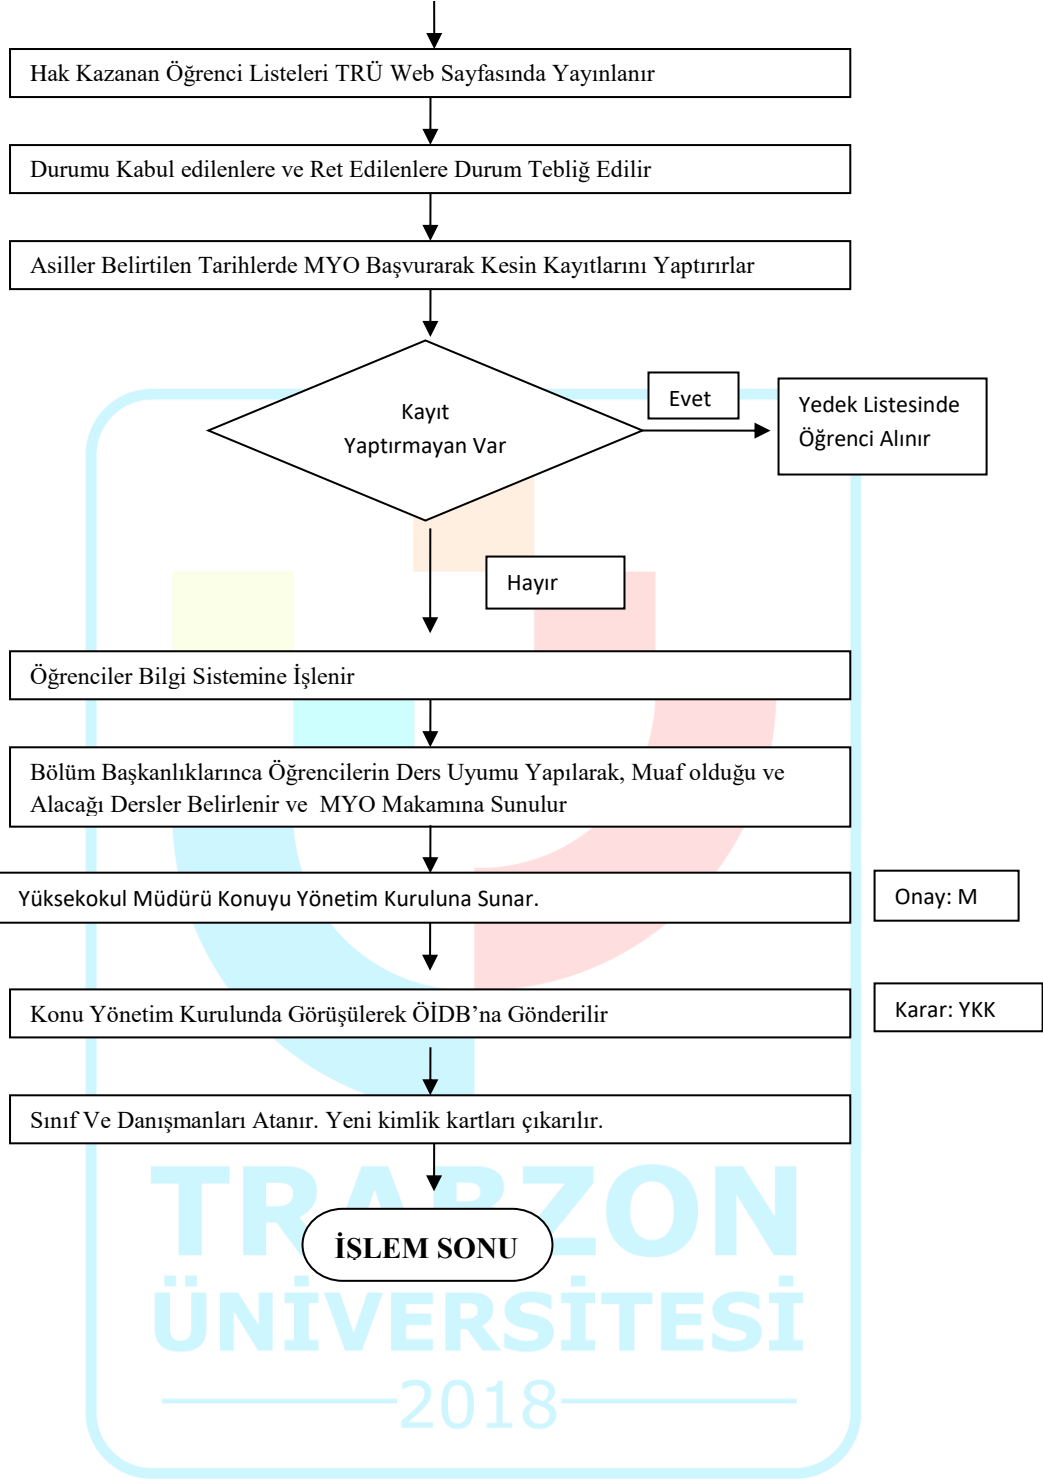 Hak Kazanan Öğrenci Listeleri TRÜ Web Sayfasında Yayınlanır
Durumu Kabul edilenlere ve Ret Edilenlere Durum Tebliğ Edilir
Asiller Belirtilen Tarihlerde MYO Başvurarak Kesin Kayıtlarını Yaptırırlar
Kayıt
Yaptırmayan Var
Evet
Yedek Listesinde
Öğrenci Alınır
Hayır
Öğrenciler Bilgi Sistemine İşlenir
Bölüm Başkanlıklarınca Öğrencilerin Ders Uyumu Yapılarak, Muaf olduğu ve
Alacağı Dersler Belirlenir ve  MYO Makamına Sunulur
Yüksekokul Müdürü Konuyu Yönetim Kuruluna Sunar.
Onay: M
Konu Yönetim Kurulunda Görüşülerek ÖİDB’na Gönderilir
Karar: YKK
Sınıf Ve Danışmanları Atanır. Yeni kimlik kartları çıkarılır.
İŞLEM SONU
TRABZON
ÜNİVERSİTESİ
2018